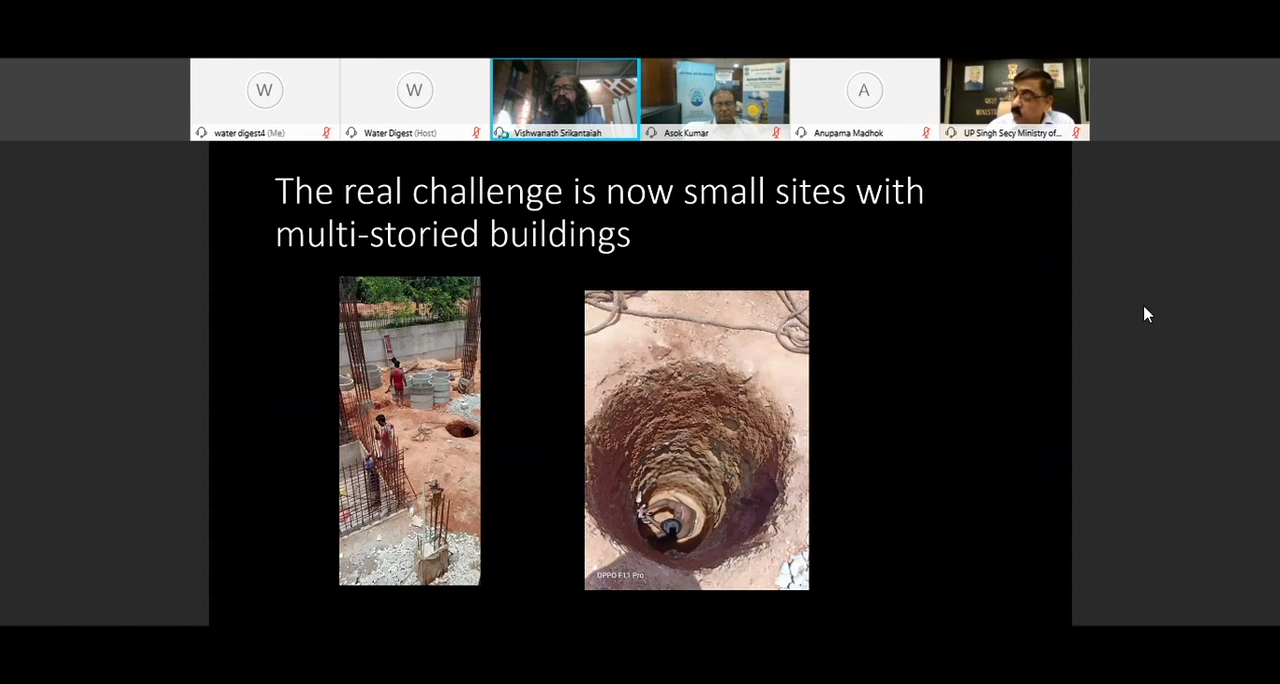 W
W
A
water digest4 (Me)
Water Digest (Host)
Vishwanath Srikantaiah
Asok Kumar
Anupama Madhok
UP Singh Secy Ministry of...
The real challenge is now small sites with
multi-storied buildings
OPPO F11 Pro